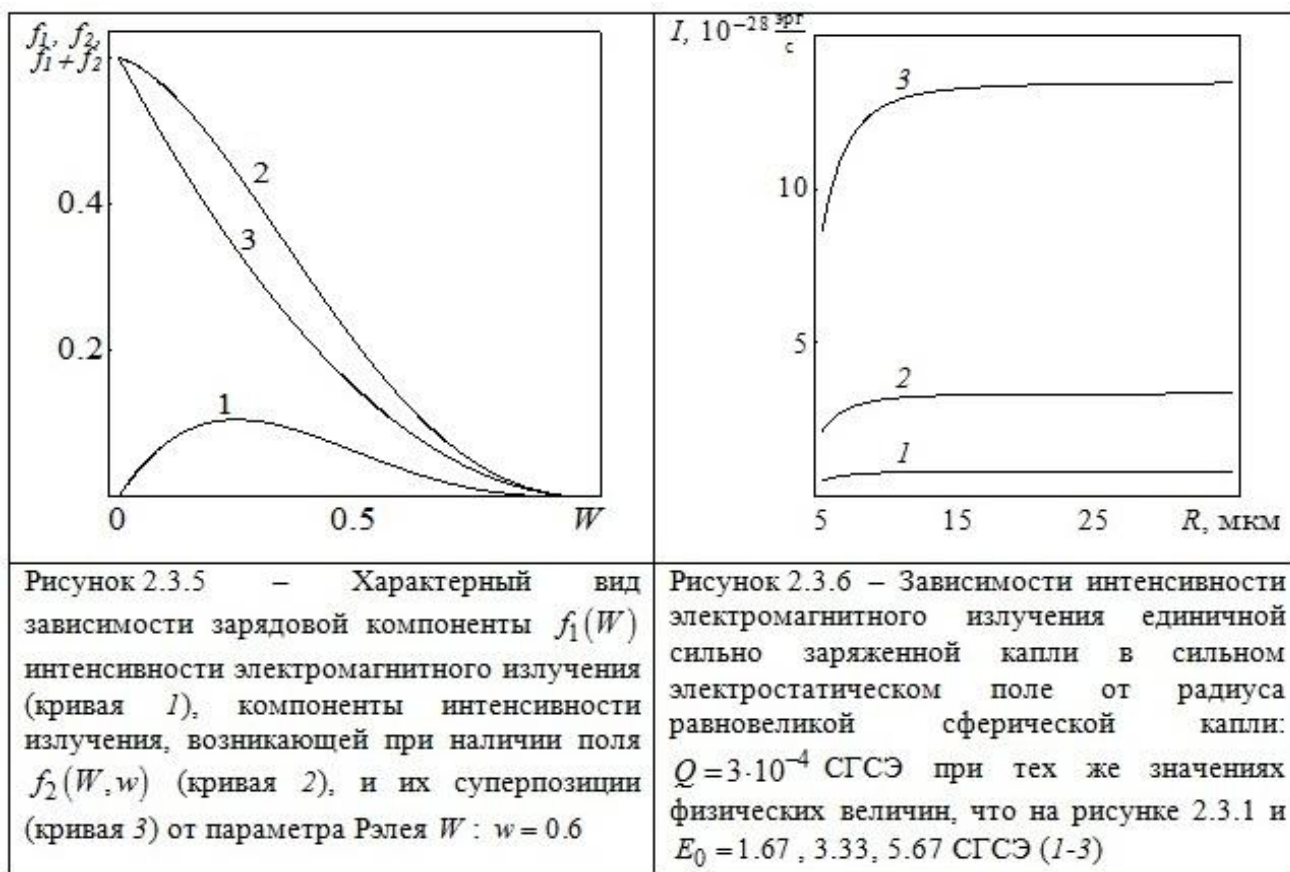 f₁, f₂,
f₁+f₂
0.4
0.2
2
3
1
0
0.5
W
I, 10⁻²⁸ эрг/с
3
10
5
2
1
5
15
25
R, мкм
Рисунок 2.3.5 – Характерный вид
зависимости зарядовой компоненты f₁(W)
интенсивности электромагнитного излучения
(кривая 1), компоненты интенсивности
излучения, возникающей при наличии поля
f₂(W,w) (кривая 2), и их суперпозиции
(кривая 3) от параметра Рэлея W : w = 0.6
Рисунок 2.3.6 – Зависимости интенсивности
электромагнитного излучения единичной
сильно заряженной капли в сильном
электростатическом поле от радиуса
равновеликой сферической капли:
Q = 3·10⁻⁴ СГСЭ при тех же значениях
физических величин, что на рисунке 2.3.1 и
E₀ = 1.67 , 3.33, 5.67 СГСЭ (1-3)